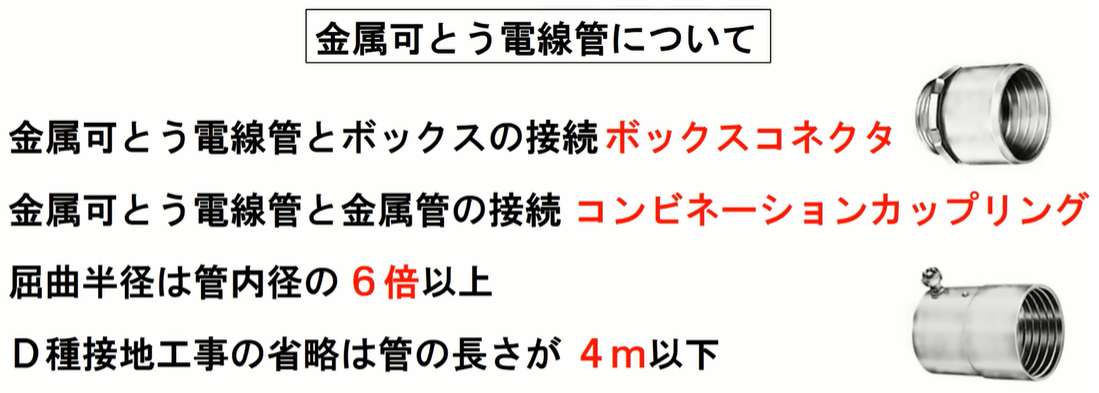 金属可とう電線管について
金属可とう電線管とボックスの接続 ボックスコネクタ
金属可とう電線管と金属管の接続 コンビネーションカップリング
屈曲半径は管内径の６倍以上
Ｄ種接地工事の省略は管の長さが ４ｍ以下